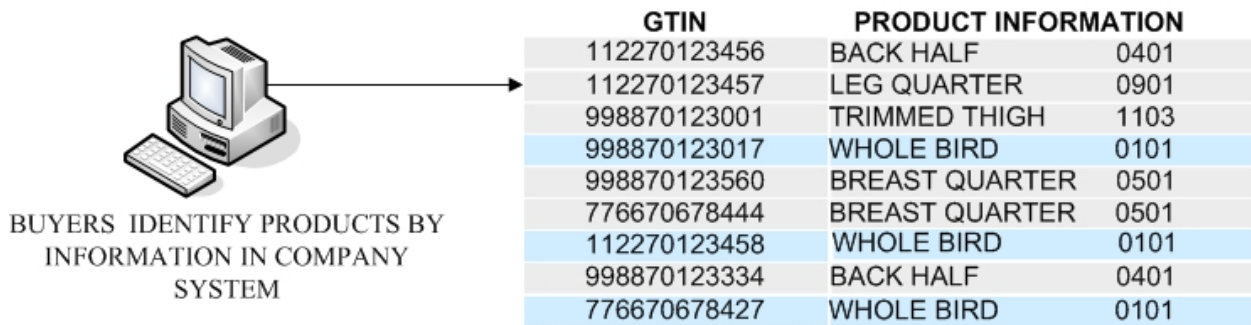 GTIN PRODUCT INFORMATION
112270123456 BACK HALF 0401
112270123457 LEG QUARTER 0901
998870123001 TRIMMED THIGH 1103
998870123017 WHOLE BIRD 0101
998870123560 BREAST QUARTER 0501
776670678444 BREAST QUARTER 0501
112270123458 WHOLE BIRD 0101
998870123334 BACK HALF 0401
776670678427 WHOLE BIRD 0101
BUYERS IDENTIFY PRODUCTS BY
INFORMATION IN COMPANY
SYSTEM